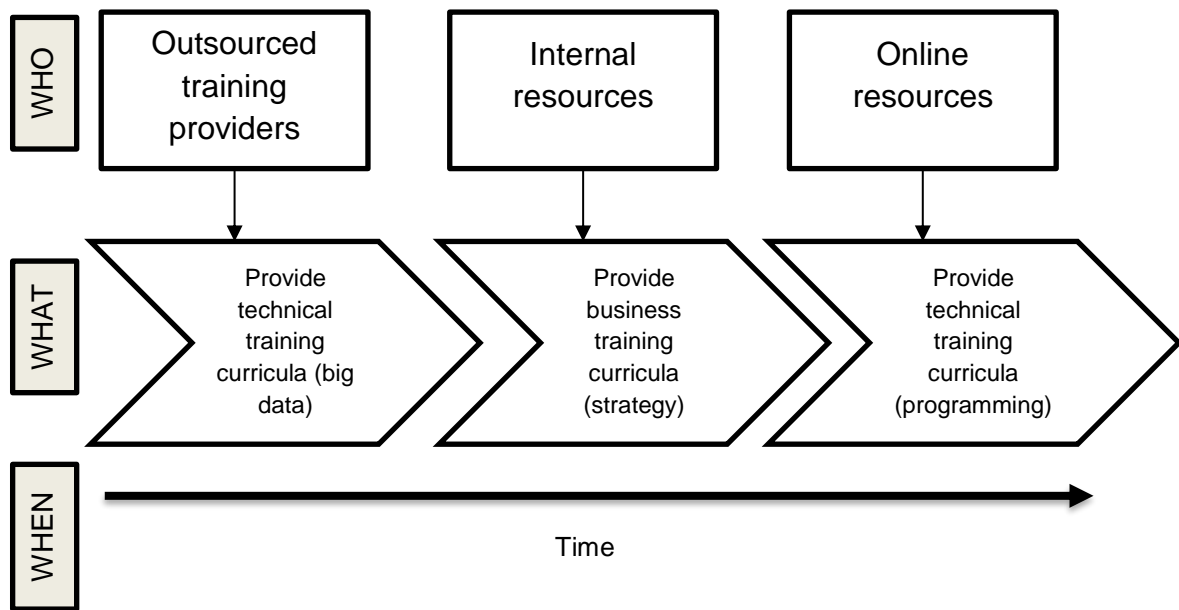 WHO
Outsourced
training
providers
Internal
resources
Online
resources
WHAT
Provide
technical
training
curricula (big
data)
Provide
business
training
curricula
(strategy)
Provide
technical
training
curricula
(programming)
WHEN
Time